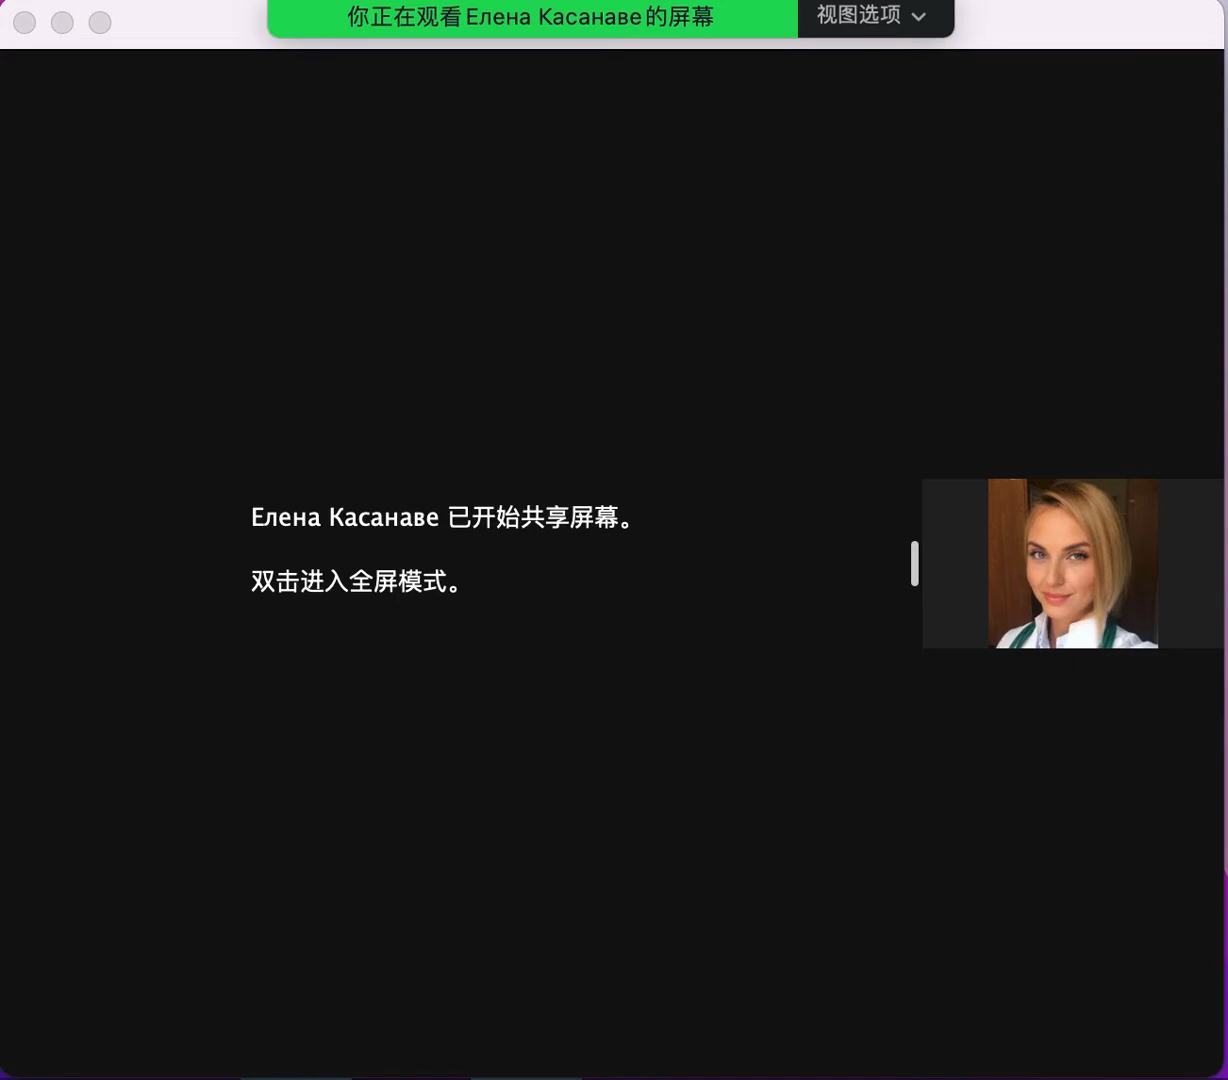 你正在观看Елена Касанаве的屏幕
视图选项
Елена Касанаве 已开始共享屏幕。
双击进入全屏模式。